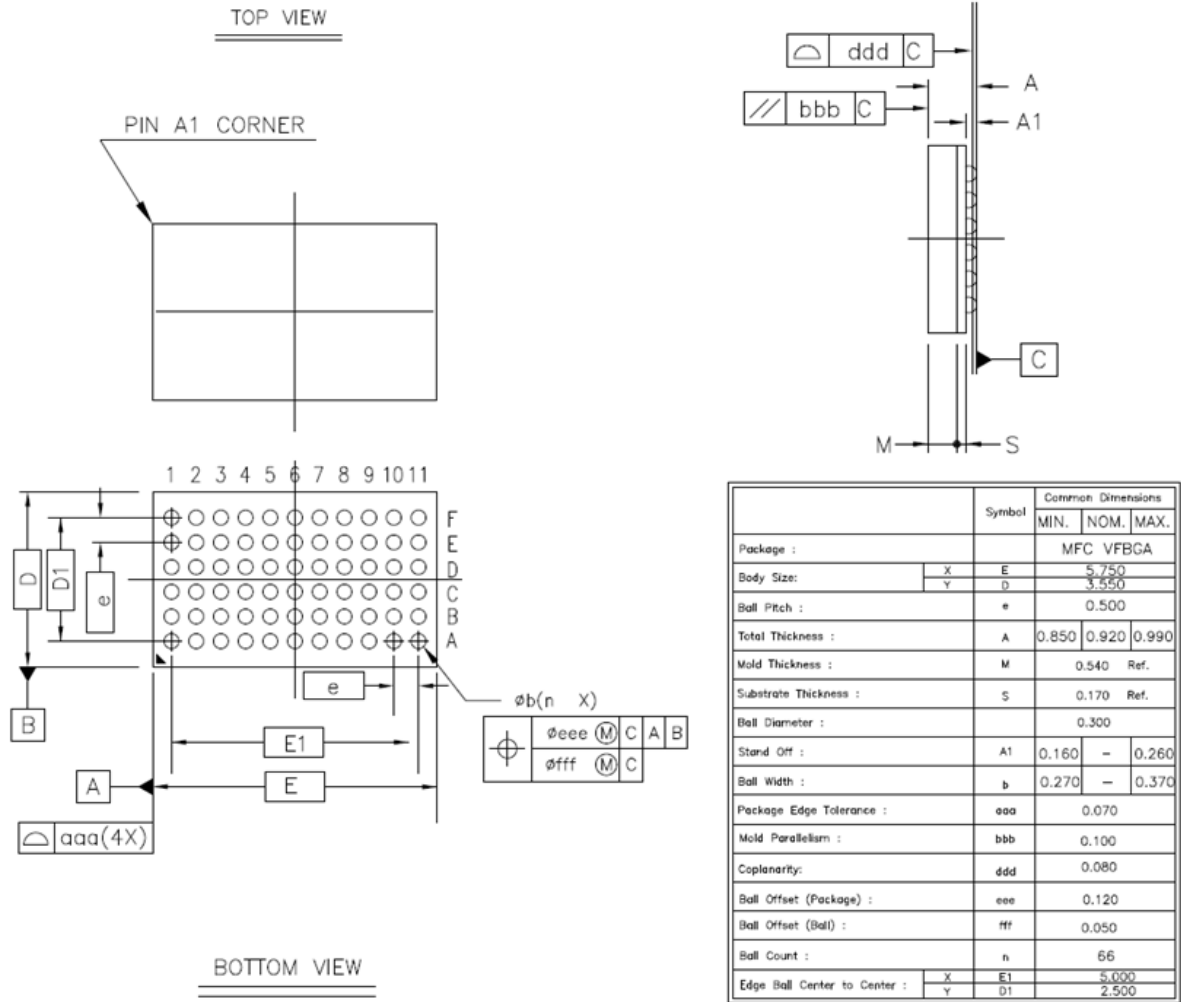 TOP VIEW
PIN A1 CORNER
ddd C
// bbb C
A
A1
C
M
S
1 2 3 4 5 6 7 8 9 10 11
F
E
D
C
B
A
D
D1
e
e
B
E1
A
E
aaa(4X)
øb(n X)
øeee Ⓜ C A B
øfff Ⓜ C
BOTTOM VIEW
Symbol Common Dimensions
MIN. NOM. MAX.
Package : MFC VFBGA
Body Size: X E 5.750
Y D 3.550
Ball Pitch : e 0.500
Total Thickness : A 0.850 0.920 0.990
Mold Thickness : M 0.540 Ref.
Substrate Thickness : S 0.170 Ref.
Ball Diameter : 0.300
Stand Off : A1 0.160 – 0.260
Ball Width : b 0.270 – 0.370
Package Edge Tolerance : aaa 0.070
Mold Parallelism : bbb 0.100
Coplanarity: ddd 0.080
Ball Offset (Package) : eee 0.120
Ball Offset (Ball) : fff 0.050
Ball Count : n 66
Edge Ball Center to Center : X E1 5.000
Y D1 2.500